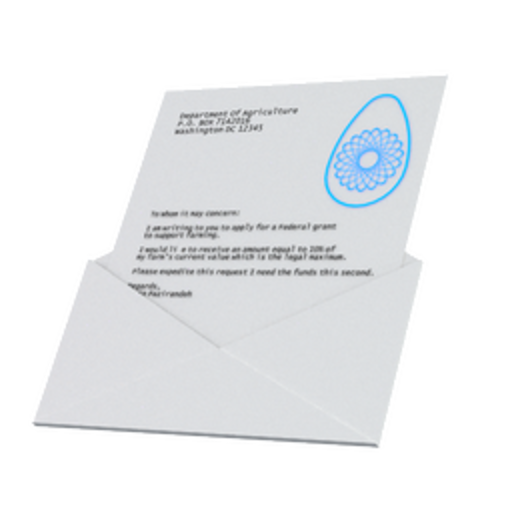 Department of Agriculture
P.O. BOX 7142016
Washington DC 12345
To whom it may concern:
I am writing to you to apply for a Federal grant
to support farming.
I would li e to receive an amount equal to 10% of
my farm's current value which is the legal maximum.
Please expedite this request I need the funds this second.
Regards,
Pazirandeh